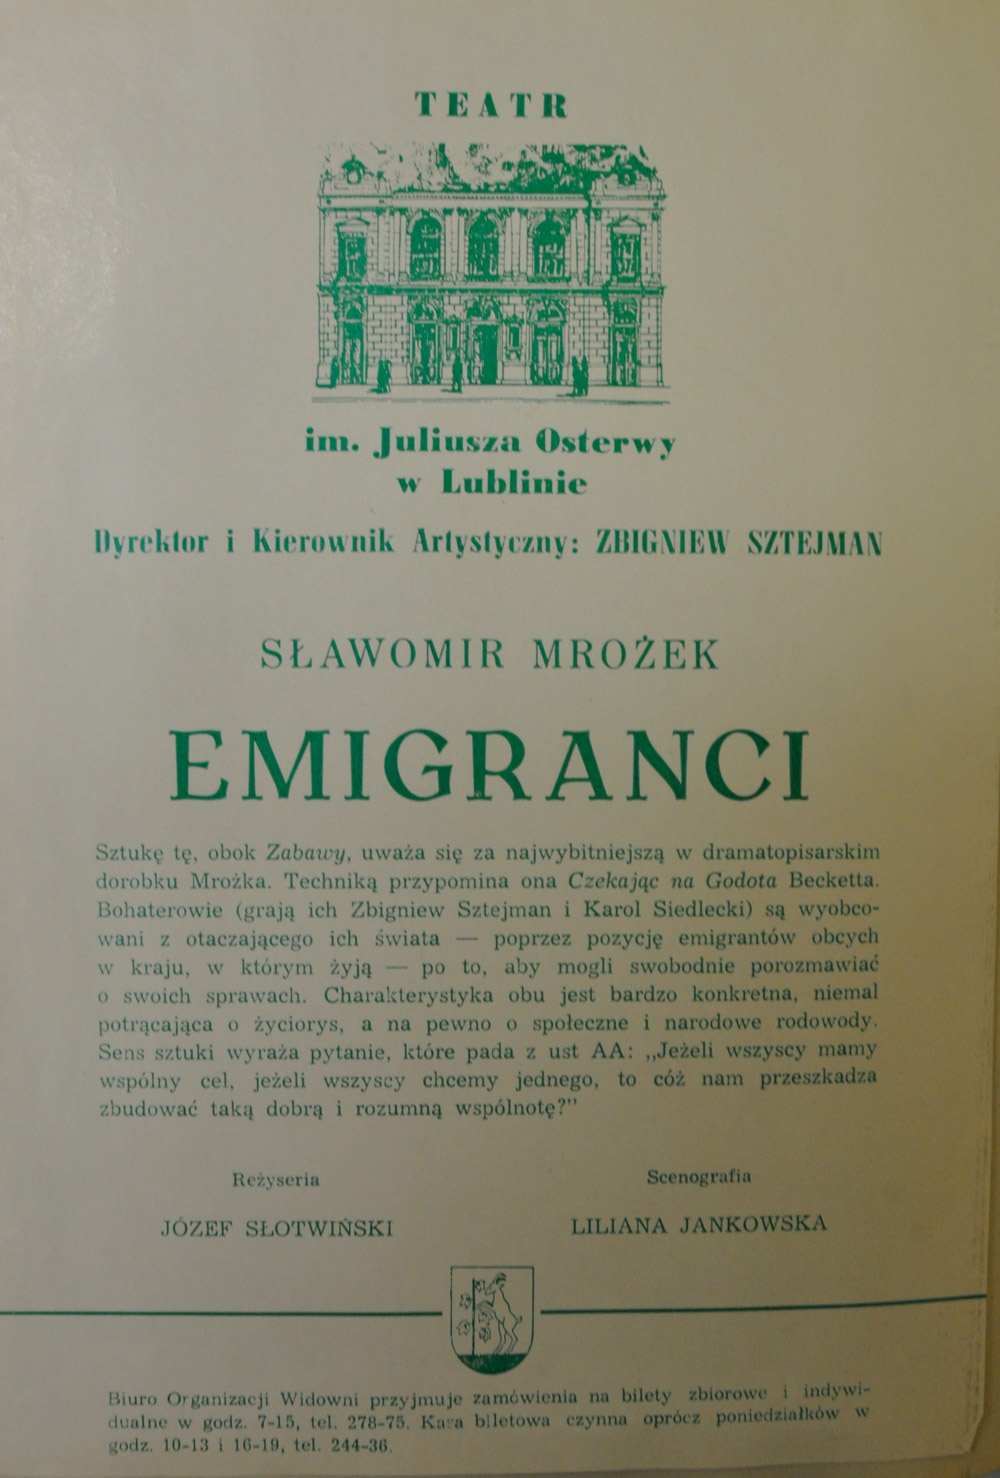 TEATR
im. Juliusza Osterwy
w Lublinie
Dyrektor i Kierownik Artystyczny: ZBIGNIEW SZTEJMAN
SŁAWOMIR MROŻEK
EMIGRANCI
Sztukę tę, obok Zabawy, uważa się za najwybitniejszą w dramatopisarskim
dorobku Mrożka. Techniką przypomina ona Czekając na Godota Becketta.
Bohaterowie (grają ich Zbigniew Sztejman i Karol Siedlecki) są wyobco-
wani z otaczającego ich świata — poprzez pozycję emigrantów obcych
w kraju, w którym żyją — po to, aby mogli swobodnie porozmawiać
o swoich sprawach. Charakterystyka obu jest bardzo konkretna, niemal
potrącająca o życiorys, a na pewno o społeczne i narodowe rodowody.
Sens sztuki wyraża pytanie, które pada z ust AA: „Jeżeli wszyscy mamy
wspólny cel, jeżeli wszyscy chcemy jednego, to cóż nam przeszkadza
zbudować taką dobrą i rozumną wspólnotę?”
Reżyseria
JÓZEF SŁOTWIŃSKI
Scenografia
LILIANA JANKOWSKA
Biuro Organizacji Widowni przyjmuje zamówienia na bilety zbiorowe i indywi-
dualne w godz. 7-15, tel. 278-75. Kasa biletowa czynna oprócz poniedziałków w
godz. 10-13 i 16-19, tel. 244-36.